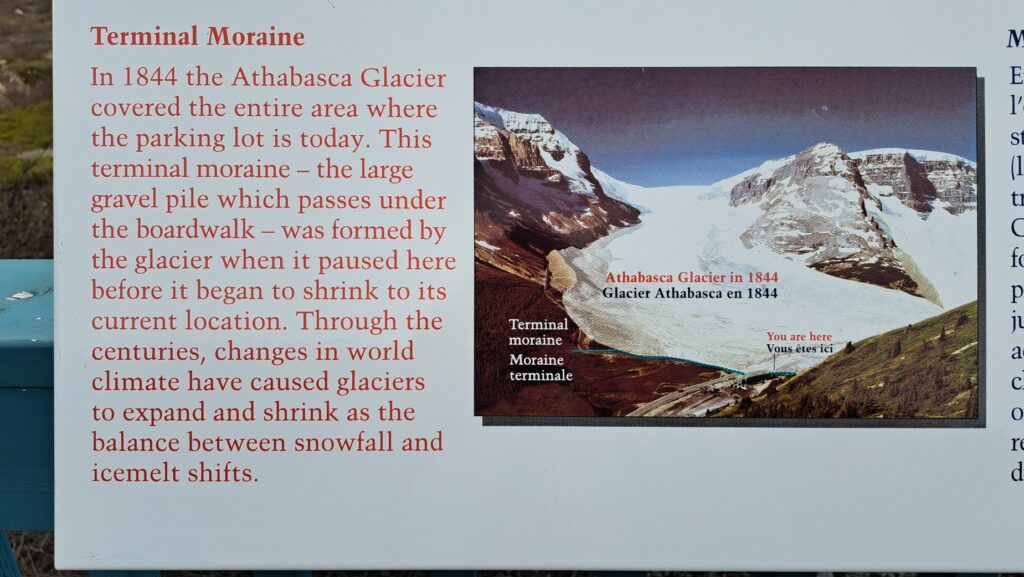 Terminal Moraine
In 1844 the Athabasca Glacier
covered the entire area where
the parking lot is today. This
terminal moraine – the large
gravel pile which passes under
the boardwalk – was formed by
the glacier when it paused here
before it began to shrink to its
current location. Through the
centuries, changes in world
climate have caused glaciers
to expand and shrink as the
balance between snowfall and
icemelt shifts.
Athabasca Glacier in 1844
Glacier Athabasca en 1844
Terminal
moraine
Moraine
terminale
You are here
Vous êtes ici